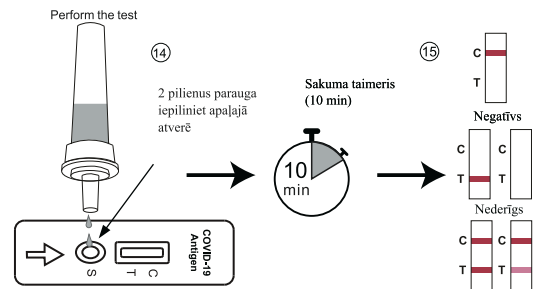 Perform the test
14
2 pilienus parauga
iepiliniet apaļajā
atverē
S
T
C
COVID-19
Antigen
Sakuma taimeris
(10 min)
10
min
15
C
T
Negatīvs
C
C
T
T
Nederīgs
C
C
T
T